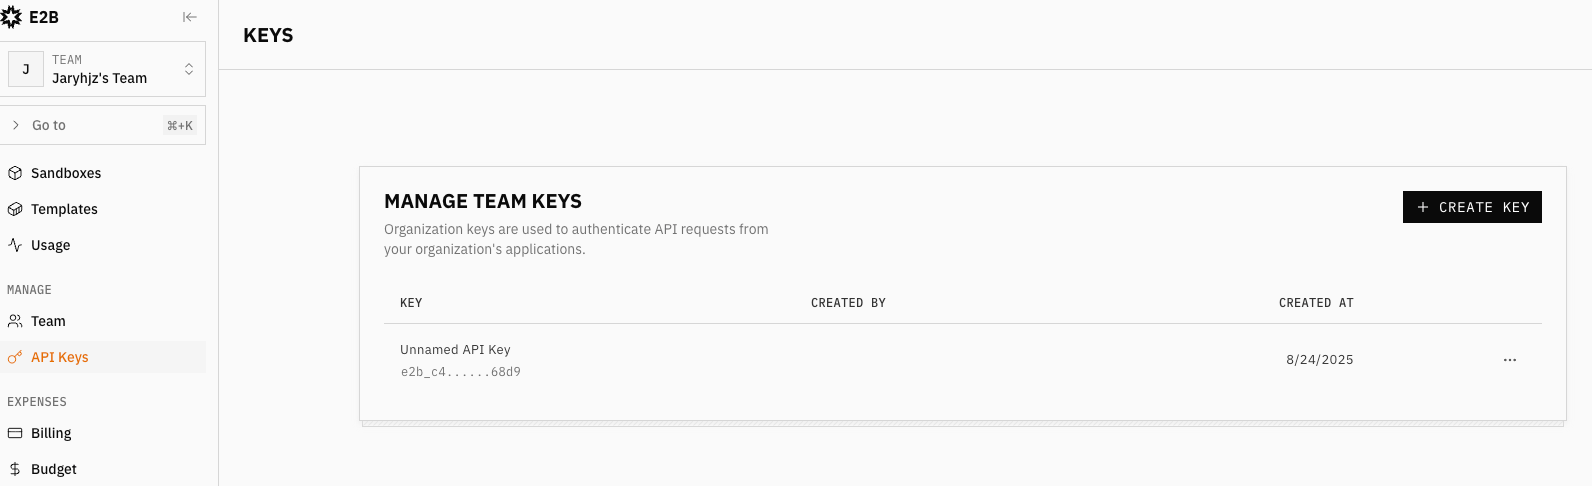 E2B
J
TEAM
Jaryhjz's Team
Go to
⌘+K
Sandboxes
Templates
Usage
MANAGE
Team
API Keys
EXPENSES
Billing
Budget
KEYS
MANAGE TEAM KEYS
Organization keys are used to authenticate API requests from
your organization's applications.
+ CREATE KEY
KEY CREATED BY CREATED AT
Unnamed API Key
e2b_c4......68d9
8/24/2025
...